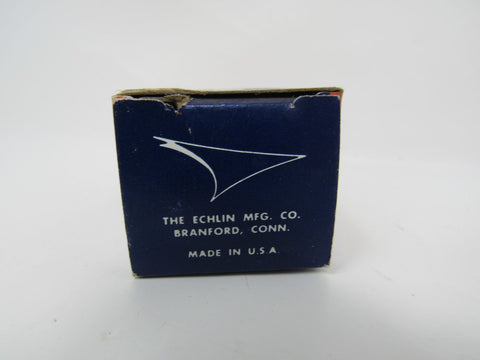 THE ECHLIN MFG. CO.
BRANFORD, CONN.
MADE IN U.S.A.